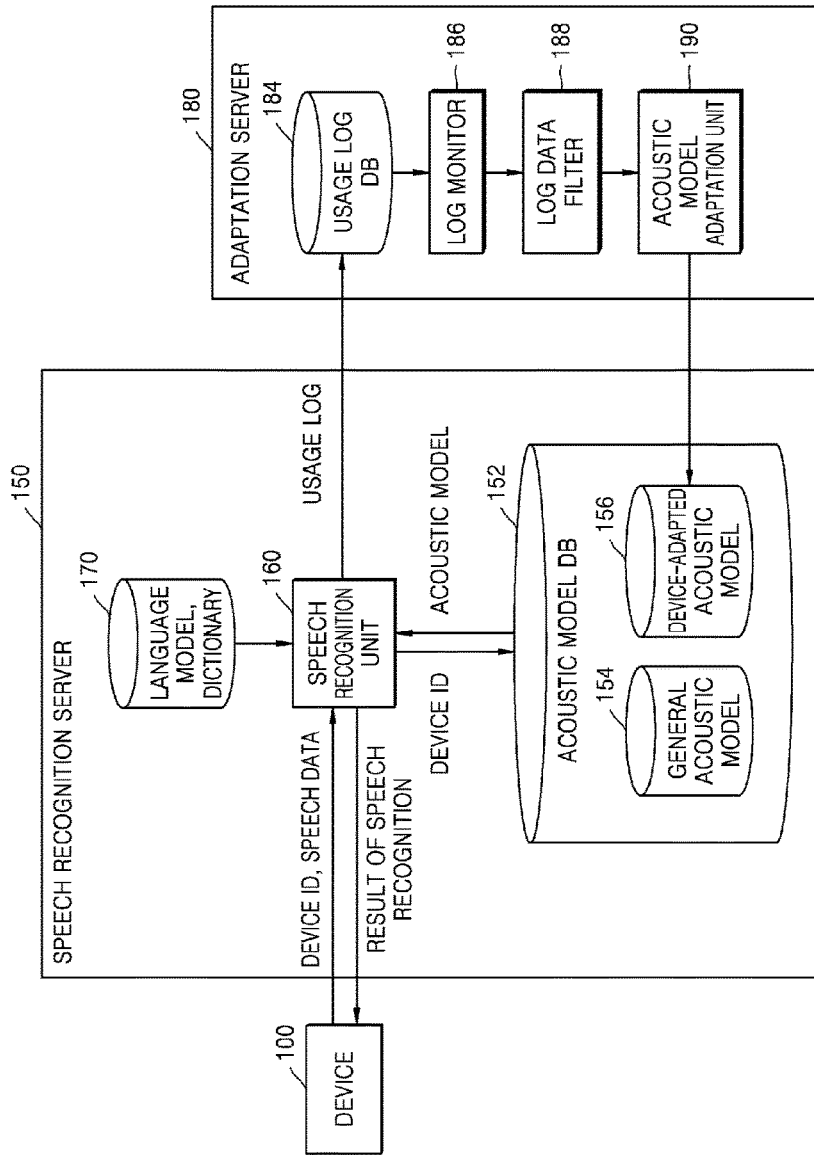 100
DEVICE
SPEECH RECOGNITION SERVER
150
170
LANGUAGE
MODEL,
DICTIONARY
DEVICE ID, SPEECH DATA
RESULT OF SPEECH
RECOGNITION
160
SPEECH
RECOGNITION
UNIT
USAGE LOG
DEVICE ID
ACOUSTIC MODEL
152
ACOUSTIC MODEL DB
154
GENERAL
ACOUSTIC
MODEL
156
DEVICE-ADAPTED
ACOUSTIC
MODEL
180
ADAPTATION SERVER
184
USAGE LOG
DB
186
LOG MONITOR
188
LOG DATA
FILTER
190
ACOUSTIC
MODEL
ADAPTATION UNIT